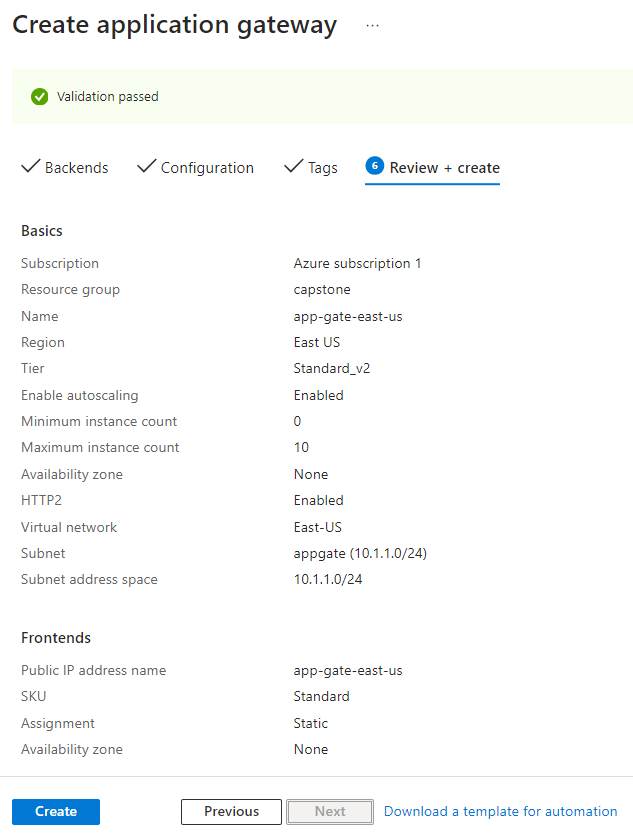 Create application gateway ...
Validation passed
Backends Configuration Tags 6 Review + create
Basics
Subscription Azure subscription 1
Resource group capstone
Name app-gate-east-us
Region East US
Tier Standard_v2
Enable autoscaling Enabled
Minimum instance count 0
Maximum instance count 10
Availability zone None
HTTP2 Enabled
Virtual network East-US
Subnet appgate (10.1.1.0/24)
Subnet address space 10.1.1.0/24
Frontends
Public IP address name app-gate-east-us
SKU Standard
Assignment Static
Availability zone None
Create Previous Next Download a template for automation